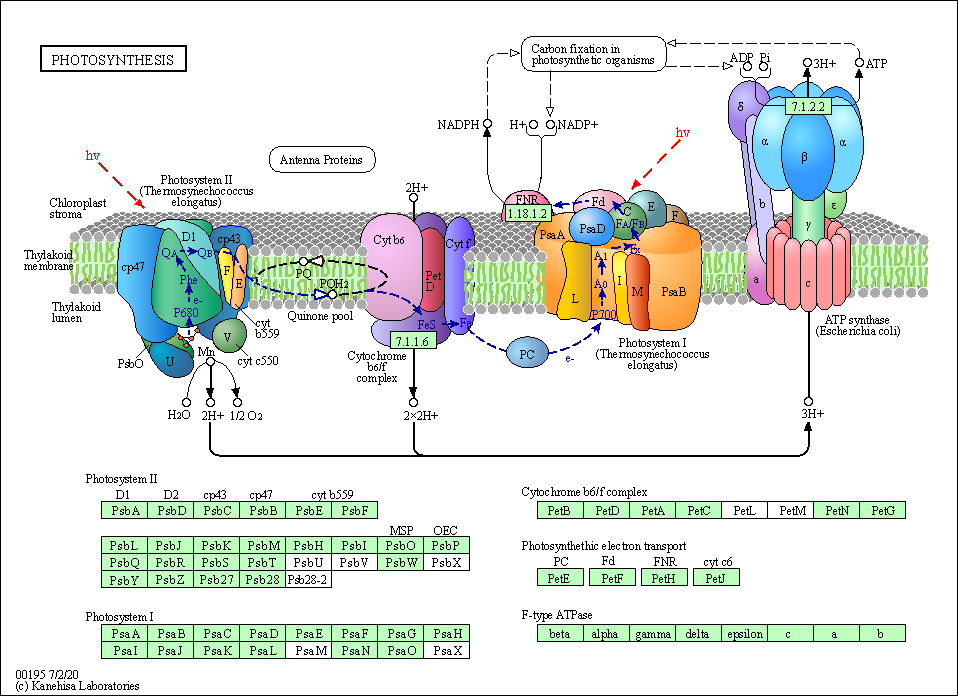 PHOTOSYNTHESIS
Carbon fixation in
photosynthetic organisms
ADP Pi
3H+
ATP
NADPH
H+
NADP+
hν
hν
Antenna Proteins
Photosystem II
(Thermosynechococcus
elongatus)
Chloroplast
stroma
Thylakoid
membrane
Thylakoid
lumen
2H+
FNR
1.18.1.2
Fd
C
E
F
FA/FB
Fx
PsaA
PsaD
A1
A0
P700
L
I
M
PsaB
7.1.2.2
δ
α
β
α
b
ε
γ
a
c
D1
QA
QB
cp43
cp47
Phe
F
E
e-
P680
PsbO
U
V
Mn
cyt
b559
cyt c550
PQ
PQH2
Quinone pool
Cyt b6
Cyt f
Pet
D
FeS
Fe
7.1.1.6
Cytochrome
b6/f
complex
PC
e-
Photosystem I
(Thermosynechococcus
elongatus)
ATP synthase
(Escherichia coli)
H2O
2H+
1/2 O2
2×2H+
3H+
Photosystem II
D1 D2 cp43 cp47 cyt b559
PsbA PsbD PsbC PsbB PsbE PsbF
MSP OEC
PsbL PsbJ PsbK PsbM PsbH PsbI PsbO PsbP
PsbQ PsbR PsbS PsbT PsbU PsbV PsbW PsbX
PsbY PsbZ Psb27 Psb28 Psb28-2
Photosystem I
PsaA PsaB PsaC PsaD PsaE PsaF PsaG PsaH
PsaI PsaJ PsaK PsaL PsaM PsaN PsaO PsaX
Cytochrome b6/f complex
PetB PetD PetA PetC PetL PetM PetN PetG
Photosynthethic electron transport
PC Fd FNR cyt c6
PetE PetF PetH PetJ
F-type ATPase
beta alpha gamma delta epsilon c a b
00195 7/2/20
(c) Kanehisa Laboratories